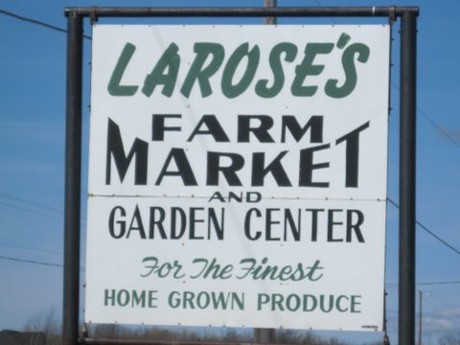 LAROSE'S
FARM
MARKET
AND
GARDEN CENTER
For The Finest
HOME GROWN PRODUCE